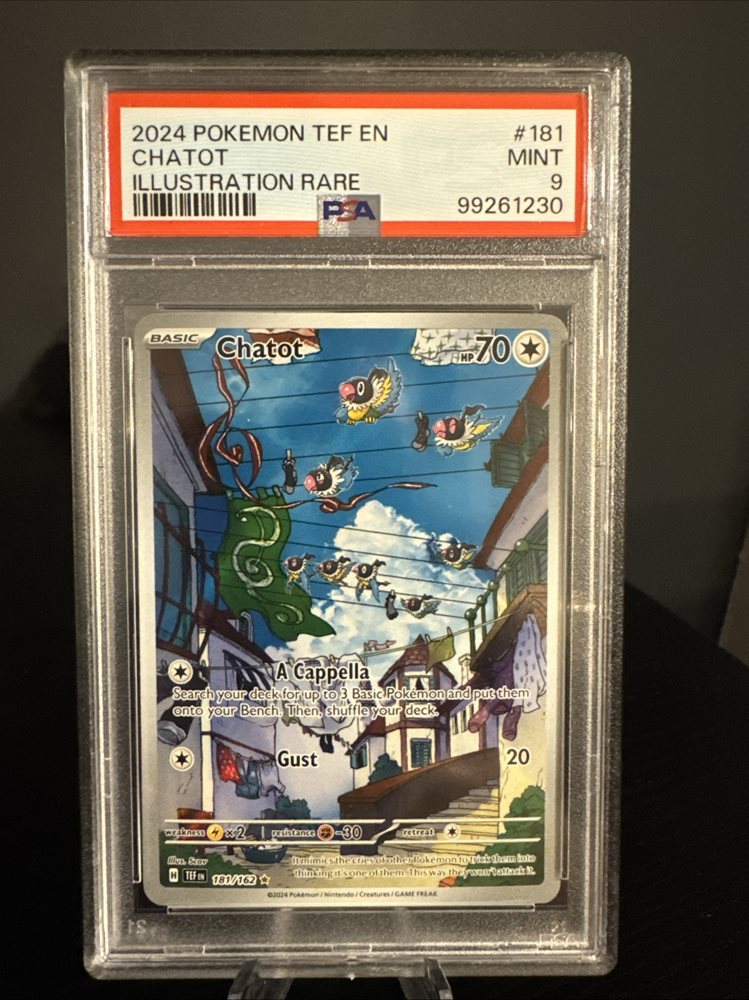 2024 POKEMON TEF EN #181
CHATOT MINT
ILLUSTRATION RARE 9
PSA 99261230
BASIC Chatot HP70
A Cappella
Search your deck for up to 3 Basic Pokémon and put them
onto your Bench. Then, shuffle your deck.
Gust 20
weakness x2 resistance -30 retreat
Illus. Stav It mimics the cries of other Pokémon to trick them into
thinking it's one of them. This way they won't attack it.
H TEF EN 181/162
©2024 Pokémon / Nintendo / Creatures / GAME FREAK